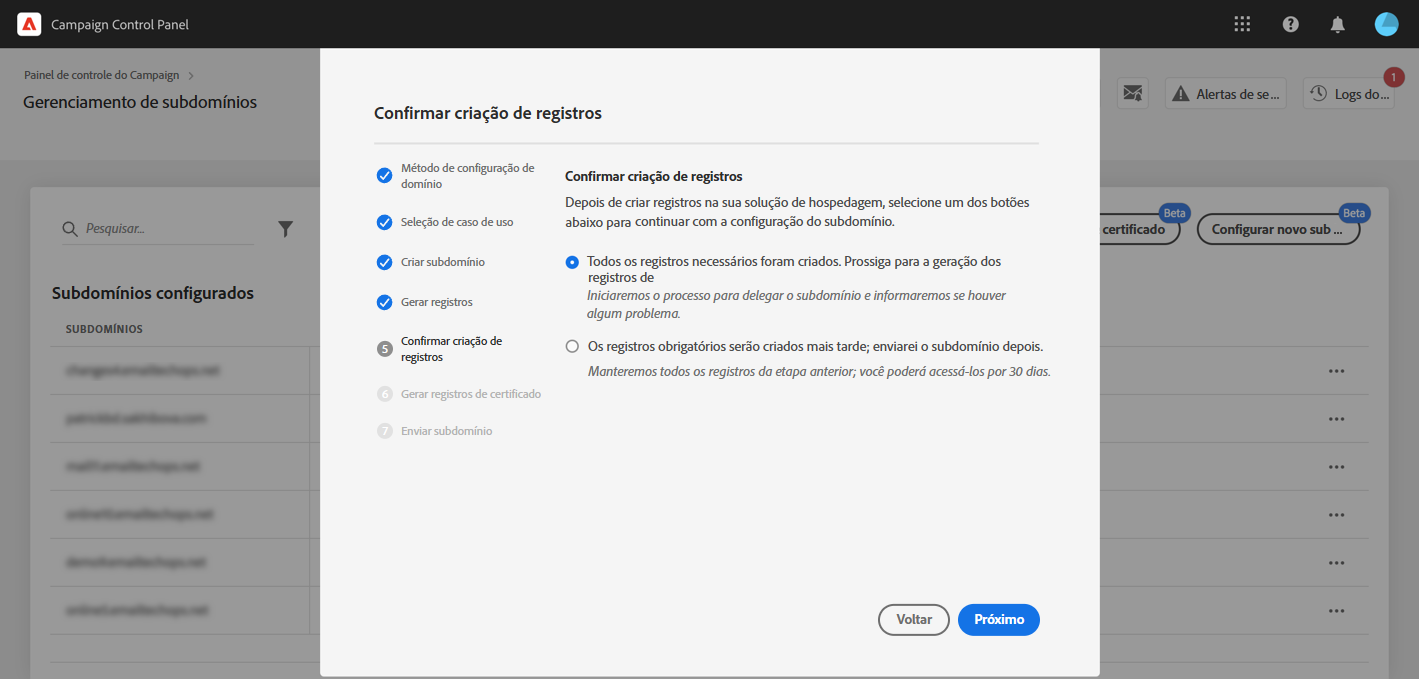 Campaign Control Panel
Painel de controle do Campaign
Gerenciamento de subdomínios
Alertas de se...
Logs do...
1
Pesquisar...
certificado
Beta
Configurar novo sub ...
Beta
Subdomínios configurados
SUBDOMÍNIOS
Confirmar criação de registros
Método de configuração de
domínio
Seleção de caso de uso
Criar subdomínio
Gerar registros
5
Confirmar criação de
registros
6
Gerar registros de certificado
7
Enviar subdomínio
Confirmar criação de registros
Depois de criar registros na sua solução de hospedagem, selecione um dos botões
abaixo para continuar com a configuração do subdomínio.
Todos os registros necessários foram criados. Prossiga para a geração dos
registros de
Iniciaremos o processo para delegar o subdomínio e informaremos se houver
algum problema.
Os registros obrigatórios serão criados mais tarde; enviarei o subdomínio depois.
Manteremos todos os registros da etapa anterior; você poderá acessá-los por 30 dias.
Voltar
Próximo